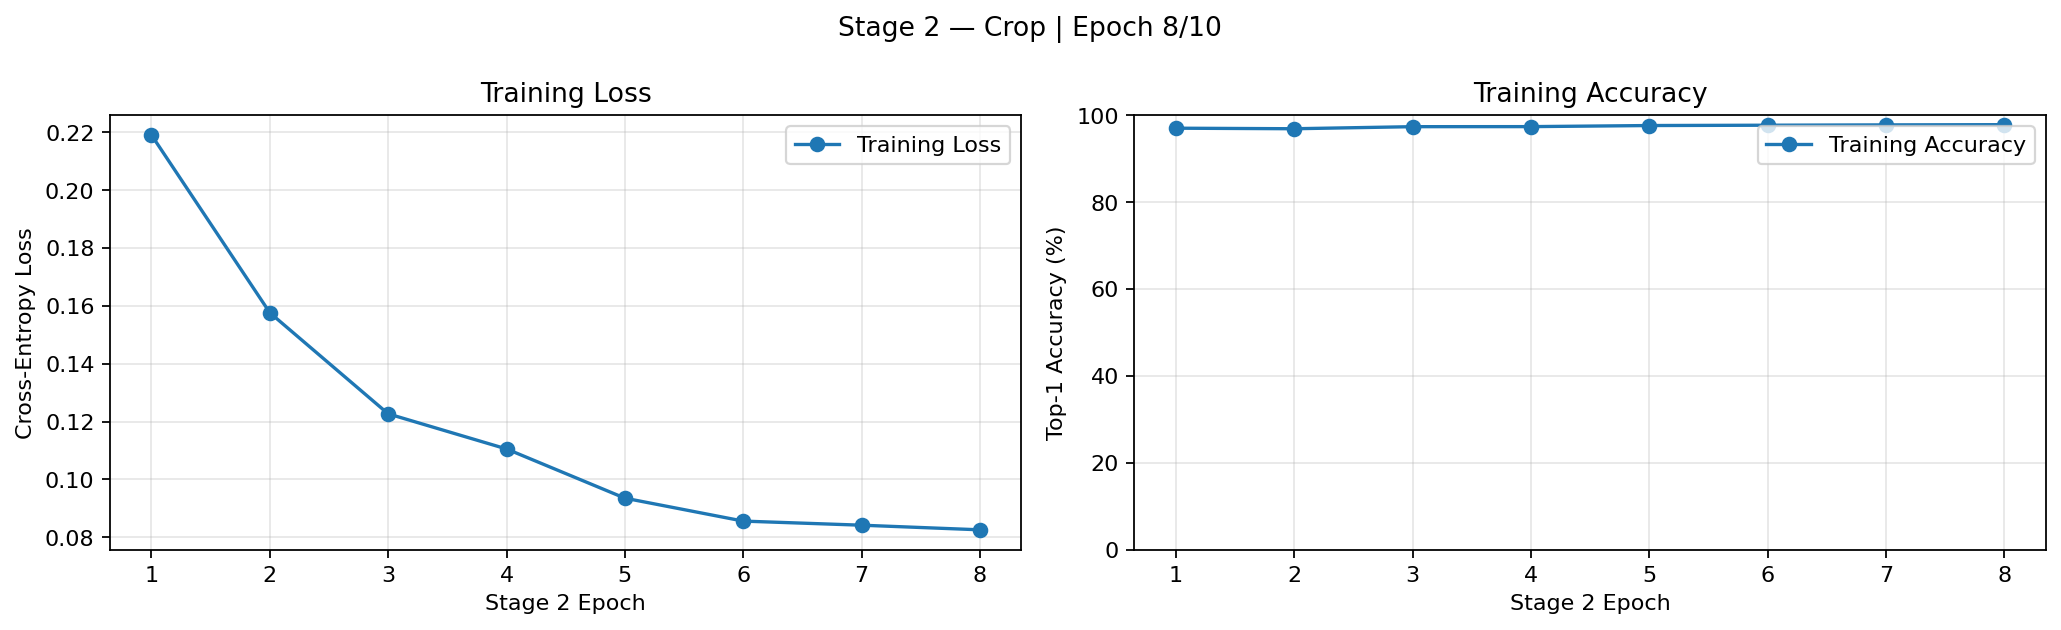 Stage 2 — Crop | Epoch 8/10
Training Loss
Cross-Entropy Loss
0.22
0.20
0.18
0.16
0.14
0.12
0.10
0.08
Training Loss
1 2 3 4 5 6 7 8
Stage 2 Epoch
Training Accuracy
Top-1 Accuracy (%)
100
80
60
40
20
0
Training Accuracy
1 2 3 4 5 6 7 8
Stage 2 Epoch